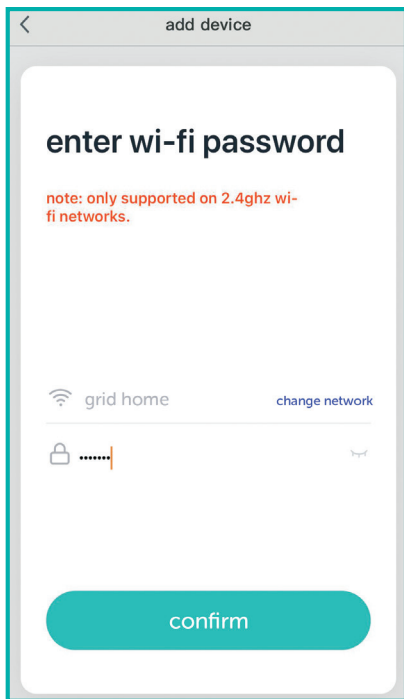 add device
enter wi-fi password
note: only supported on 2.4ghz wi-
fi networks.
grid home
change network
•••••••
confirm